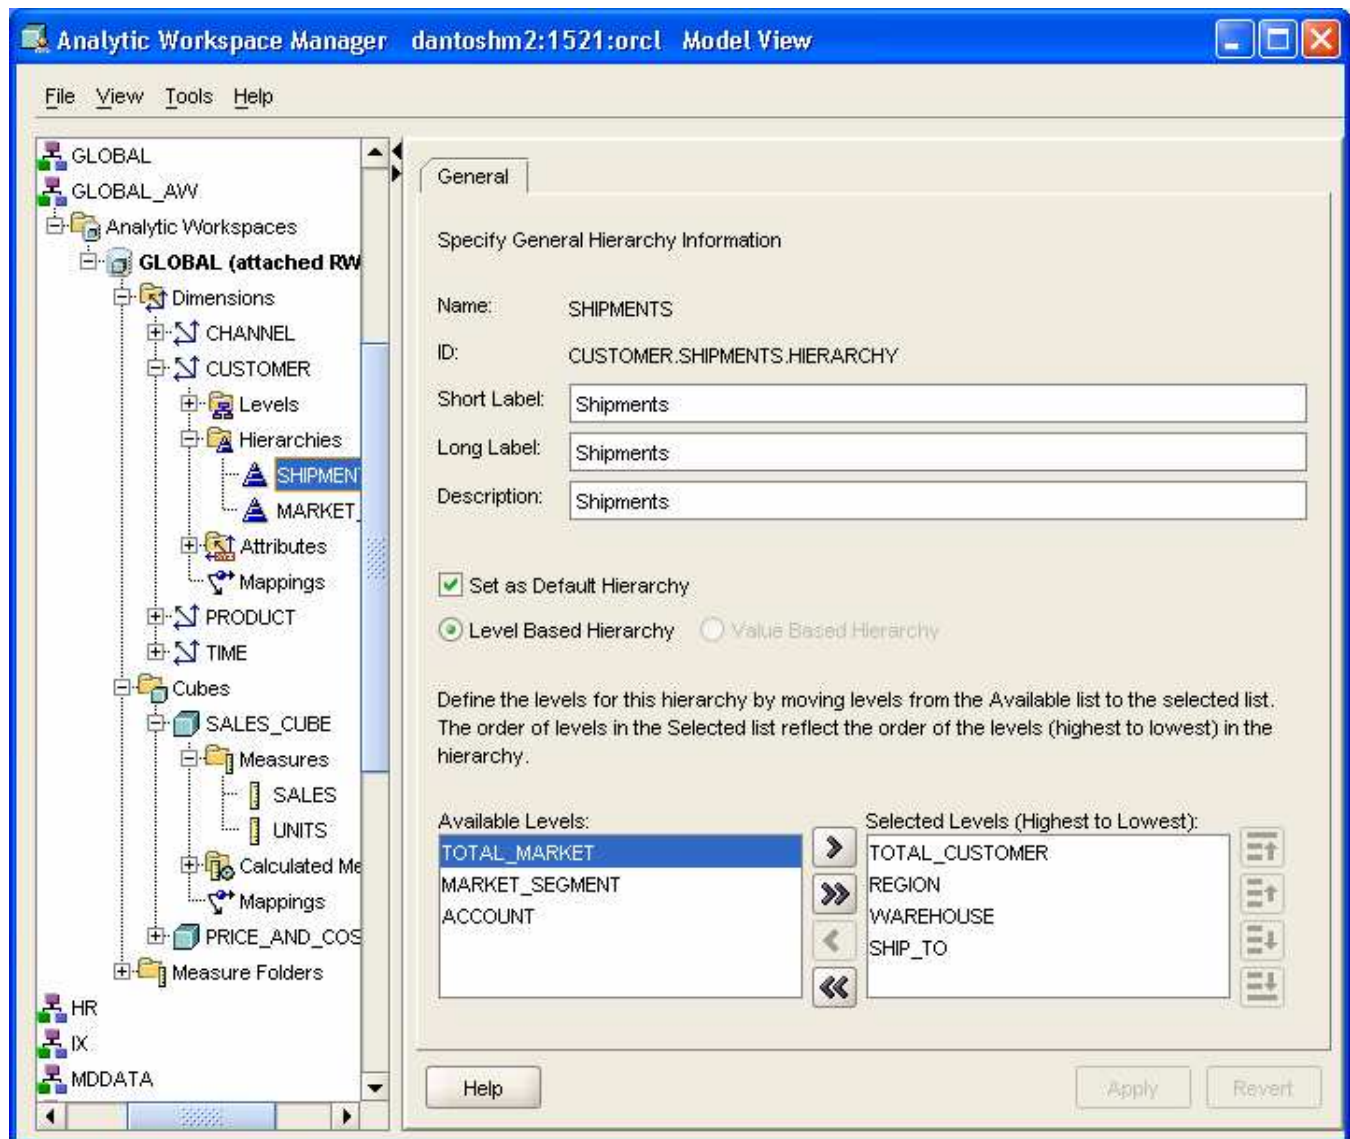 Analytic Workspace Manager dantoshm2:1521:orcl Model View
File View Tools Help
GLOBAL
GLOBAL_AW
Analytic Workspaces
GLOBAL (attached RW
Dimensions
CHANNEL
CUSTOMER
Levels
Hierarchies
SHIPMEN
MARKET_
Attributes
Mappings
PRODUCT
TIME
Cubes
SALES_CUBE
Measures
SALES
UNITS
Calculated Me
Mappings
PRICE_AND_COS
Measure Folders
HR
IX
MDDATA
General
Specify General Hierarchy Information
Name: SHIPMENTS
ID: CUSTOMER.SHIPMENTS.HIERARCHY
Short Label: Shipments
Long Label: Shipments
Description: Shipments
Set as Default Hierarchy
Level Based Hierarchy Value Based Hierarchy
Define the levels for this hierarchy by moving levels from the Available list to the selected list.
The order of levels in the Selected list reflect the order of the levels (highest to lowest) in the
hierarchy.
Available Levels:
TOTAL_MARKET
MARKET_SEGMENT
ACCOUNT
Selected Levels (Highest to Lowest):
TOTAL_CUSTOMER
REGION
WAREHOUSE
SHIP_TO
Help Apply Revert